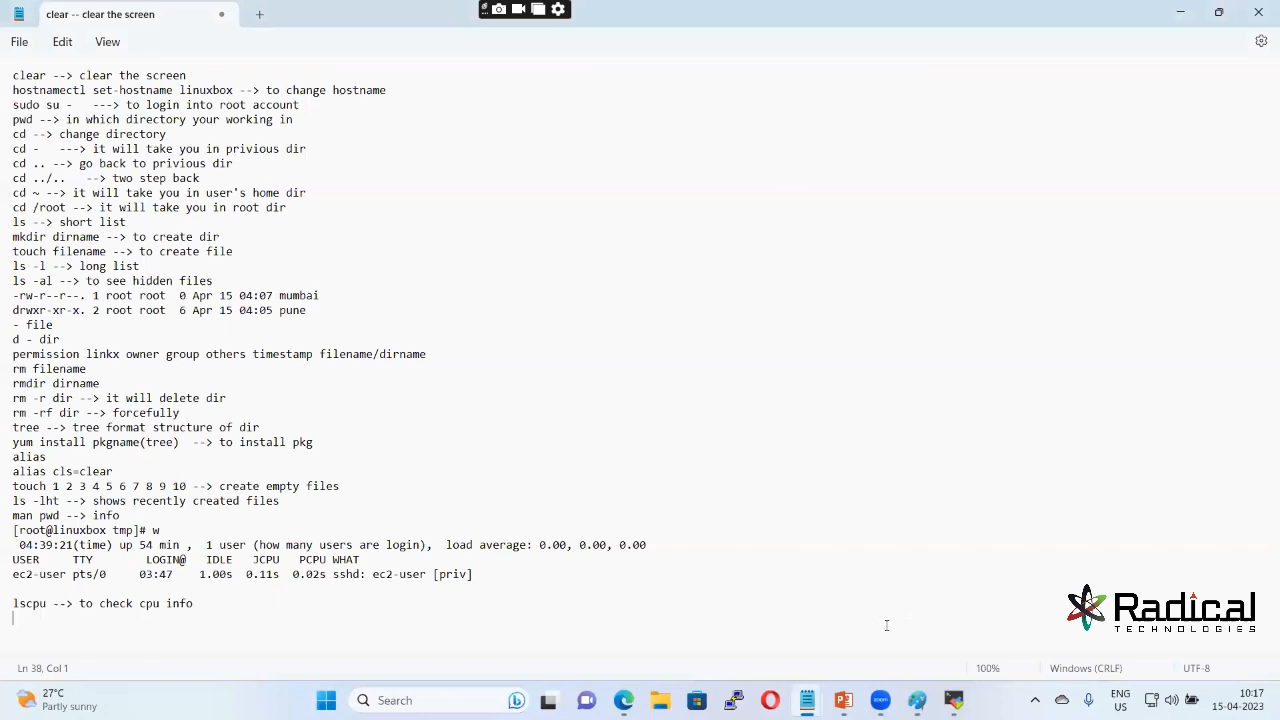 clear -- clear the screen
File Edit View
clear --> clear the screen
hostnamectl set-hostname linuxbox --> to change hostname
sudo su - ---> to login into root account
pwd --> in which directory your working in
cd --> change directory
cd - ---> it will take you in privious dir
cd .. --> go back to privious dir
cd ../.. --> two step back
cd ~ --> it will take you in user's home dir
cd /root --> it will take you in root dir
ls --> short list
mkdir dirname --> to create dir
touch filename --> to create file
ls -l --> long list
ls -al --> to see hidden files
-rw-r--r--. 1 root root 0 Apr 15 04:07 mumbai
drwxr-xr-x. 2 root root 6 Apr 15 04:05 pune
- file
d - dir
permission linkx owner group others timestamp filename/dirname
rm filename
rmdir dirname
rm -r dir --> it will delete dir
rm -rf dir --> forcefully
tree --> tree format structure of dir
yum install pkgname(tree) --> to install pkg
alias
alias cls=clear
touch 1 2 3 4 5 6 7 8 9 10 --> create empty files
ls -lht --> shows recently created files
man pwd --> info
[root@linuxbox tmp]# w
04:39:21(time) up 54 min , 1 user (how many users are login), load average: 0.00, 0.00, 0.00
USER TTY LOGIN@ IDLE JCPU PCPU WHAT
ec2-user pts/0 03:47 1.00s 0.11s 0.02s sshd: ec2-user [priv]
lscpu --> to check cpu info
Radical
TECHNOLOGIES
Ln 38, Col 1 100% Windows (CRLF) UTF-8
27°C
Partly sunny
Search
ENG
US
15-04-2023